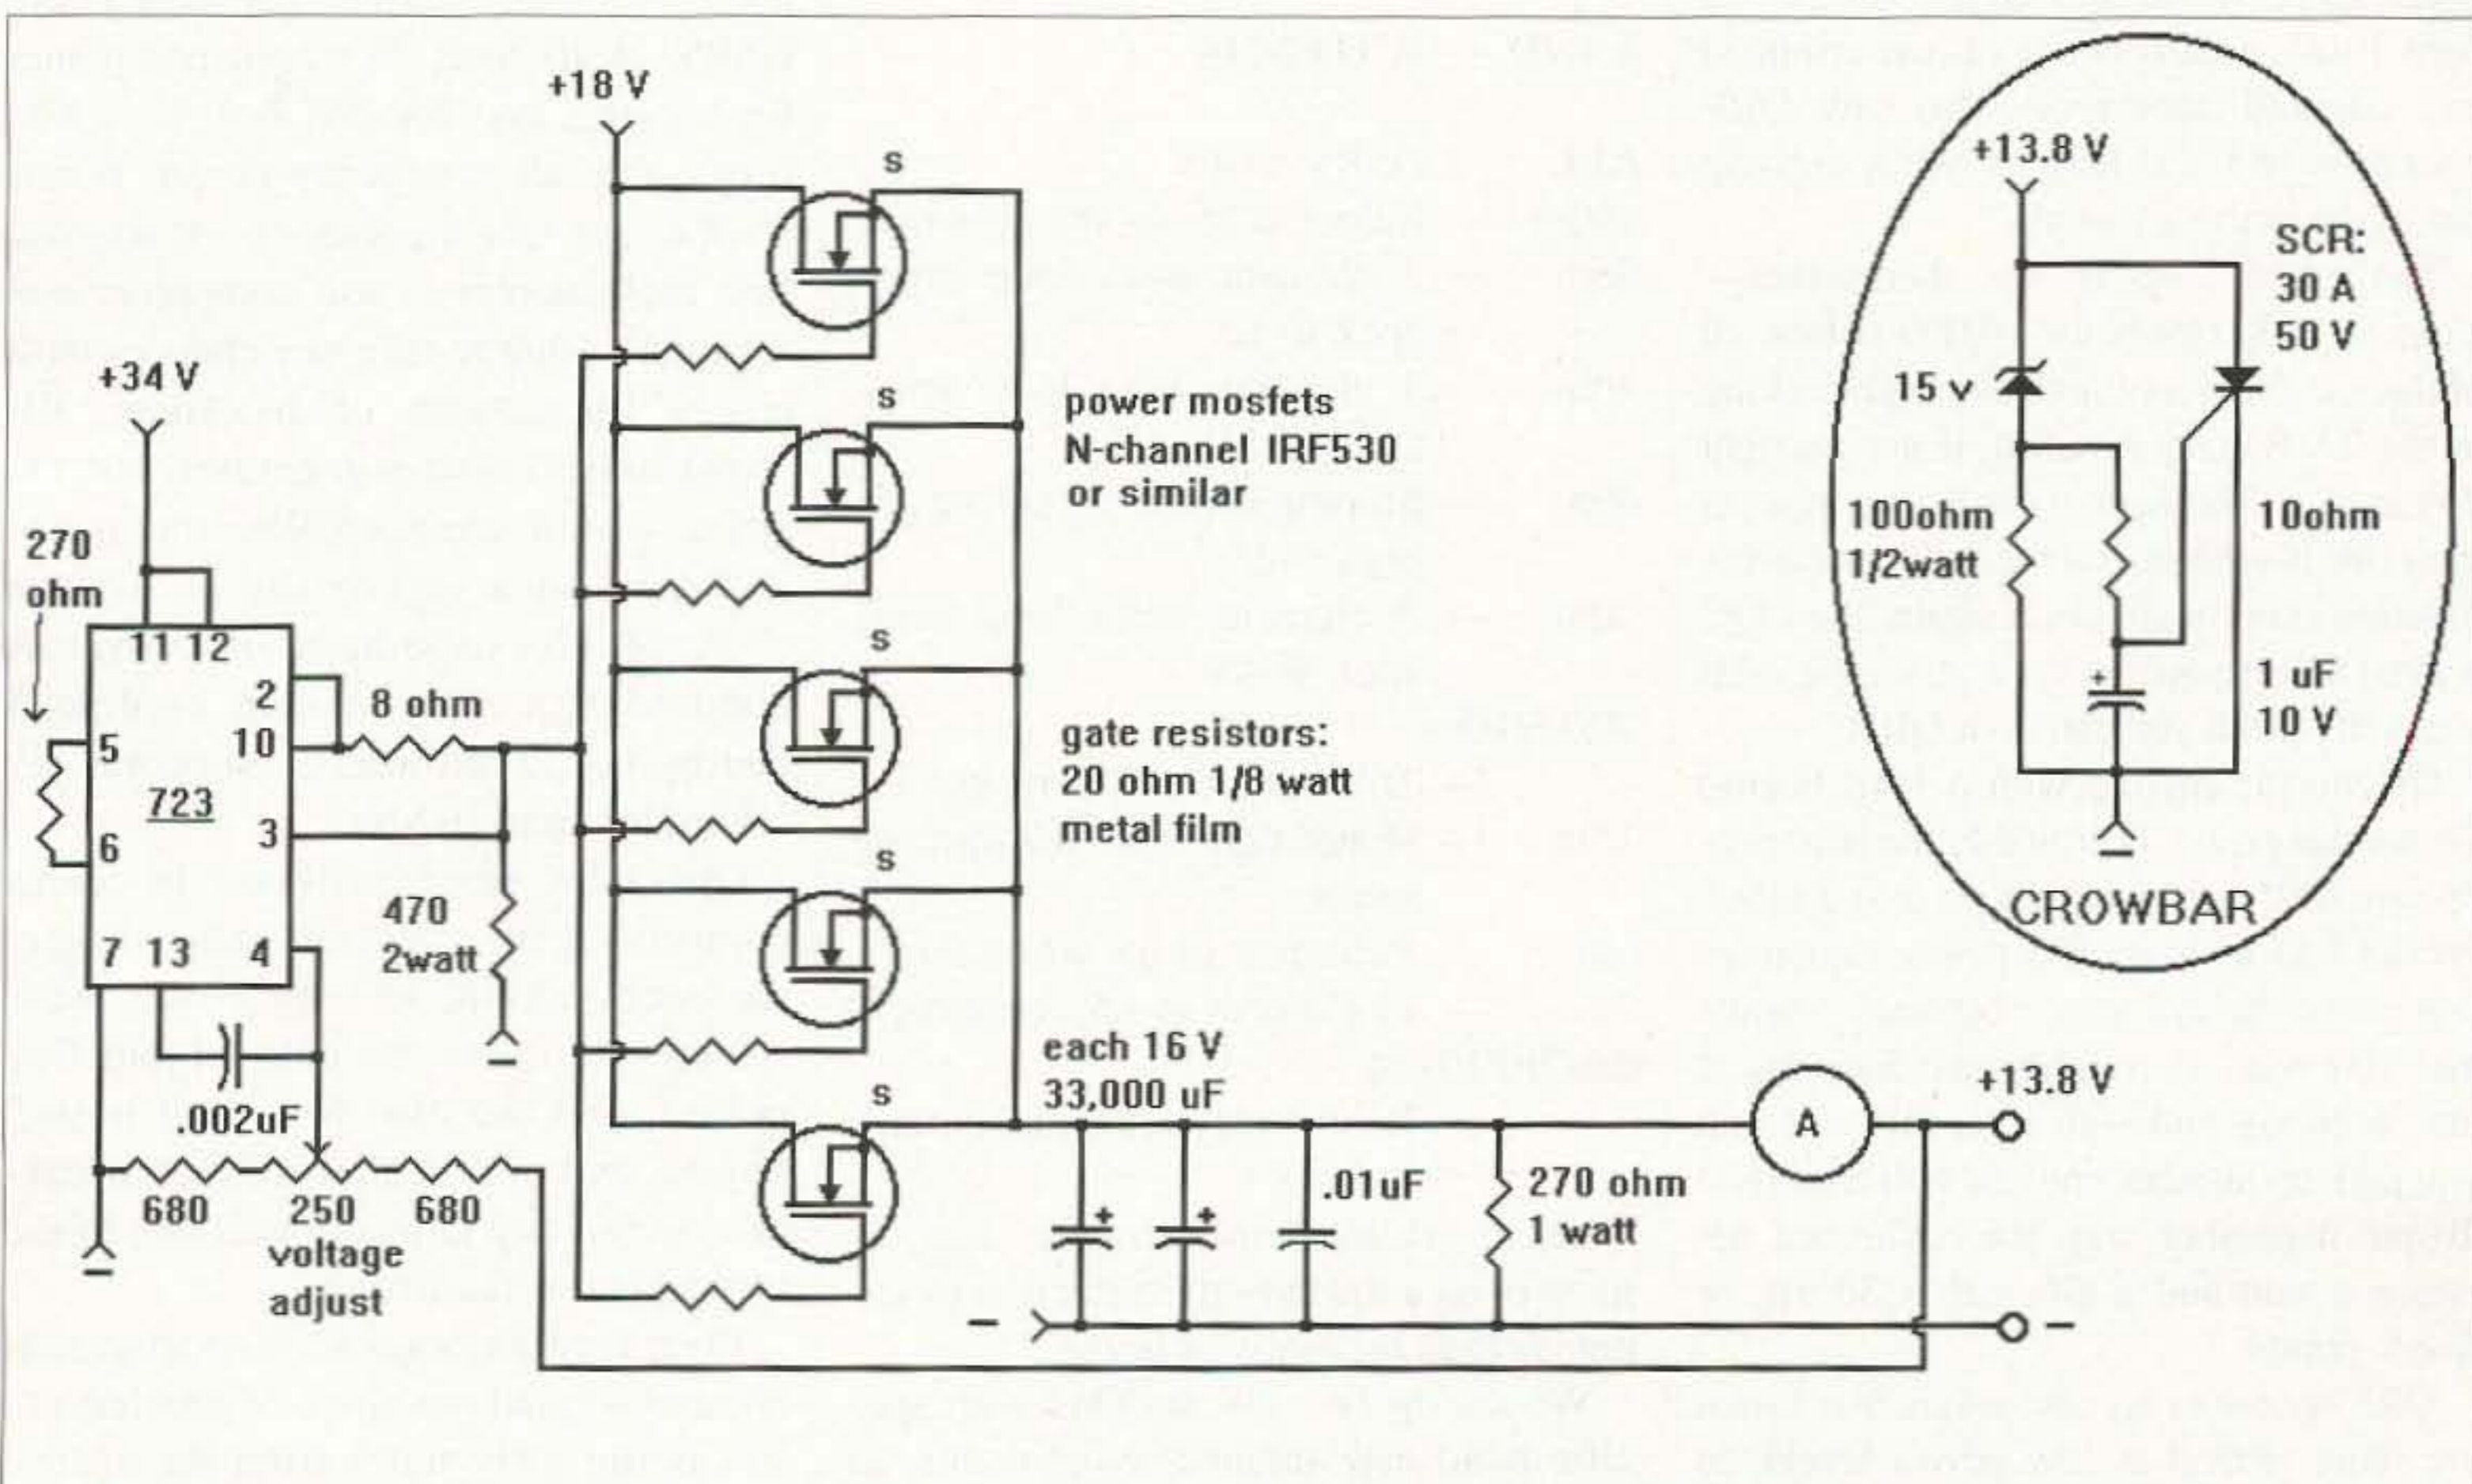 +18 V
s
+34 V
270
ohm
11 12
2
8 ohm
10
5
723
3
6
470
2watt
7 13 4
.002uF
680 250 680
voltage
adjust
s
power mosfets
N-channel IRF530
or similar
s
gate resistors:
20 ohm 1/8 watt
metal film
s
s
each 16 V
33,000 uF
+
+
.01uF
270 ohm
1 watt
A
+13.8 V
−
−
+13.8 V
SCR:
30 A
50 V
15 v
100ohm
1/2watt
10ohm
+
1 uF
10 V
−
CROWBAR
−
−